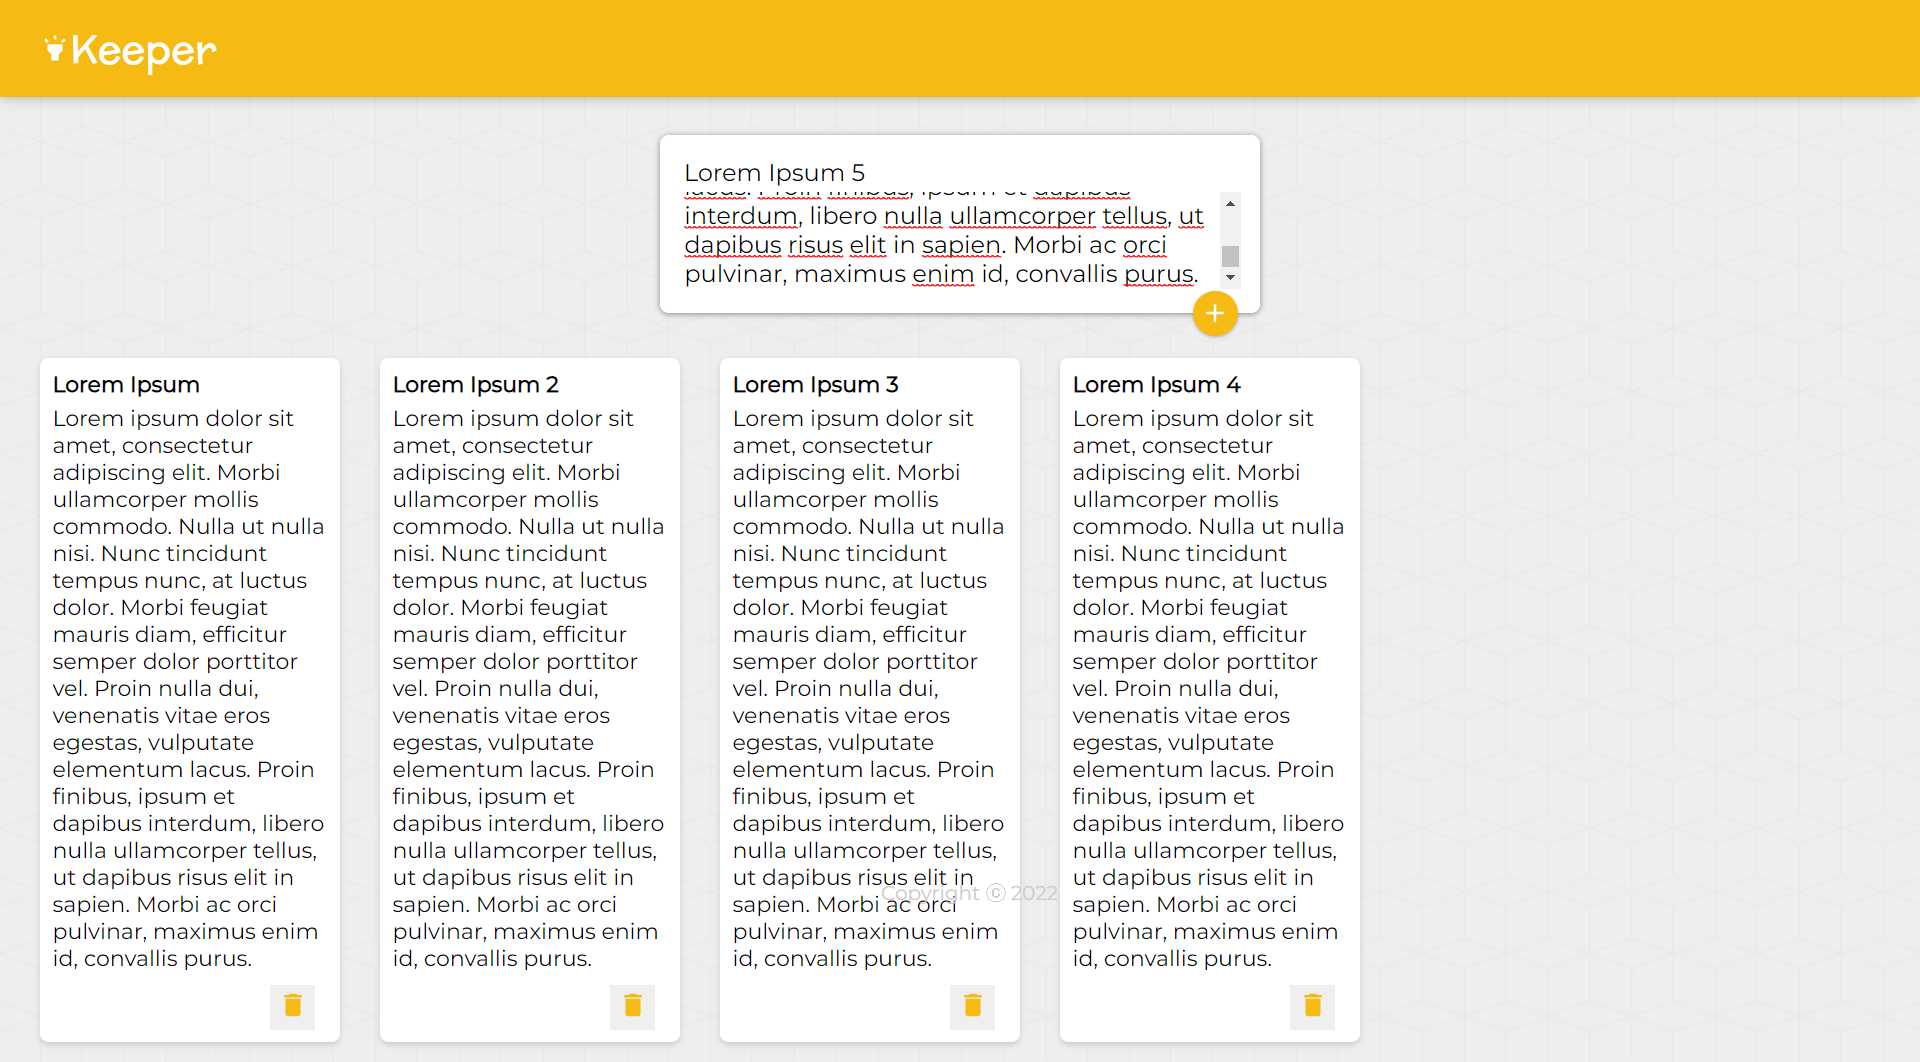 Keeper
Lorem Ipsum 5
lacus. Proin finibus, ipsum et dapibus
interdum, libero nulla ullamcorper tellus, ut
dapibus risus elit in sapien. Morbi ac orci
pulvinar, maximus enim id, convallis purus.
Lorem Ipsum
Lorem ipsum dolor sit
amet, consectetur
adipiscing elit. Morbi
ullamcorper mollis
commodo. Nulla ut nulla
nisi. Nunc tincidunt
tempus nunc, at luctus
dolor. Morbi feugiat
mauris diam, efficitur
semper dolor porttitor
vel. Proin nulla dui,
venenatis vitae eros
egestas, vulputate
elementum lacus. Proin
finibus, ipsum et
dapibus interdum, libero
nulla ullamcorper tellus,
ut dapibus risus elit in
sapien. Morbi ac orci
pulvinar, maximus enim
id, convallis purus.
Lorem Ipsum 2
Lorem ipsum dolor sit
amet, consectetur
adipiscing elit. Morbi
ullamcorper mollis
commodo. Nulla ut nulla
nisi. Nunc tincidunt
tempus nunc, at luctus
dolor. Morbi feugiat
mauris diam, efficitur
semper dolor porttitor
vel. Proin nulla dui,
venenatis vitae eros
egestas, vulputate
elementum lacus. Proin
finibus, ipsum et
dapibus interdum, libero
nulla ullamcorper tellus,
ut dapibus risus elit in
sapien. Morbi ac orci
pulvinar, maximus enim
id, convallis purus.
Lorem Ipsum 3
Lorem ipsum dolor sit
amet, consectetur
adipiscing elit. Morbi
ullamcorper mollis
commodo. Nulla ut nulla
nisi. Nunc tincidunt
tempus nunc, at luctus
dolor. Morbi feugiat
mauris diam, efficitur
semper dolor porttitor
vel. Proin nulla dui,
venenatis vitae eros
egestas, vulputate
elementum lacus. Proin
finibus, ipsum et
dapibus interdum, libero
nulla ullamcorper tellus,
ut dapibus risus elit in
sapien. Morbi ac orci
pulvinar, maximus enim
id, convallis purus.
Lorem Ipsum 4
Lorem ipsum dolor sit
amet, consectetur
adipiscing elit. Morbi
ullamcorper mollis
commodo. Nulla ut nulla
nisi. Nunc tincidunt
tempus nunc, at luctus
dolor. Morbi feugiat
mauris diam, efficitur
semper dolor porttitor
vel. Proin nulla dui,
venenatis vitae eros
egestas, vulputate
elementum lacus. Proin
finibus, ipsum et
dapibus interdum, libero
nulla ullamcorper tellus,
ut dapibus risus elit in
sapien. Morbi ac orci
pulvinar, maximus enim
id, convallis purus.
Copyright ⓒ 2022